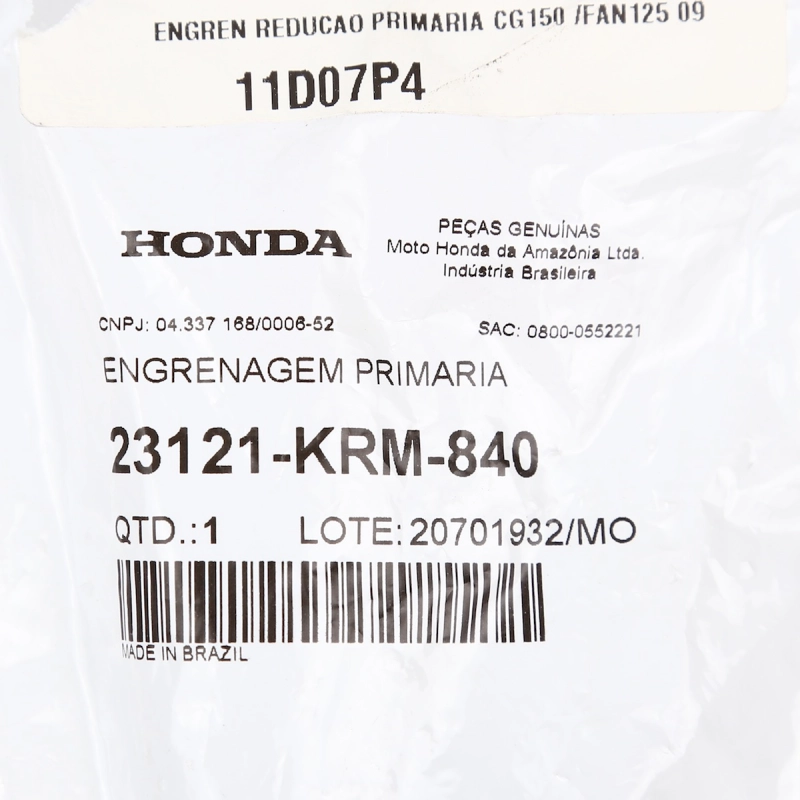 ENGREN REDUCAO PRIMARIA CG150 /FAN125 09
11D07P4
HONDA
PEÇAS GENUÍNAS
Moto Honda da Amazônia Ltda.
Indústria Brasileira
CNPJ: 04.337 168/0006-52
SAC: 0800-0552221
ENGRENAGEM PRIMARIA
23121-KRM-840
QTD.:1 LOTE: 20701932/MO
MADE IN BRAZIL